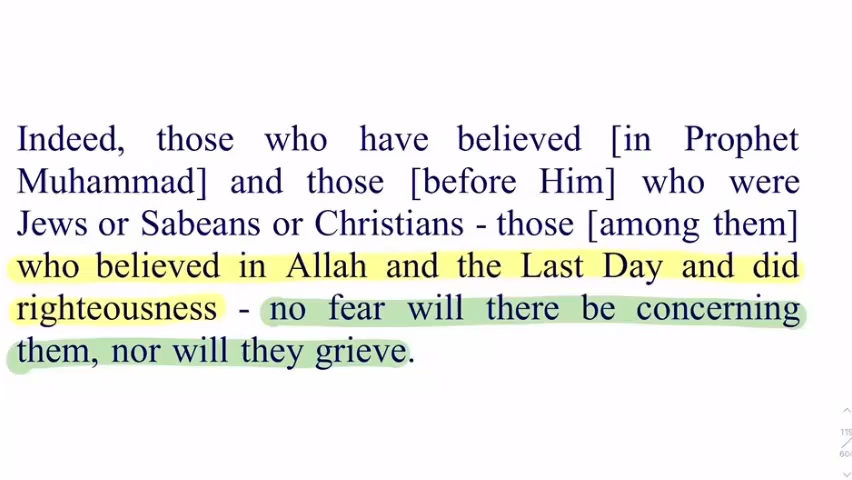 Indeed, those who have believed [in Prophet
Muhammad] and those [before Him] who were
Jews or Sabeans or Christians - those [among them]
who believed in Allah and the Last Day and did
righteousness - no fear will there be concerning
them, nor will they grieve.